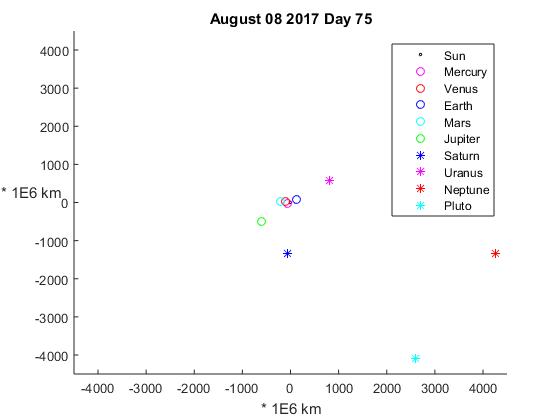 August 08 2017 Day 75
4000
3000
2000
1000
0
-1000
-2000
-3000
-4000
* 1E6 km
Sun
Mercury
Venus
Earth
Mars
Jupiter
Saturn
Uranus
Neptune
Pluto
-4000 -3000 -2000 -1000 0 1000 2000 3000 4000
* 1E6 km